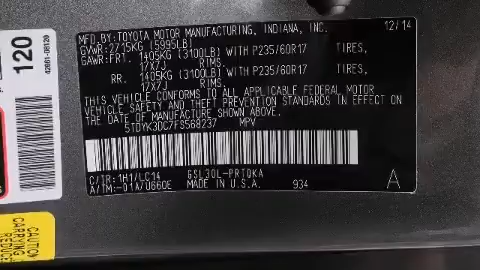 MFD.BY: TOYOTA MOTOR MANUFACTURING, INDIANA, INC. 12/14
GVWR:2715KG (5995LB)
GAWR:FRT. 1405KG (3100LB) WITH P235/60R17 TIRES,
17X7J RIMS.
RR. 1405KG (3100LB) WITH P235/60R17 TIRES,
17X7J RIMS.
THIS VEHICLE CONFORMS TO ALL APPLICABLE FEDERAL MOTOR
VEHICLE SAFETY AND THEFT PREVENTION STANDARDS IN EFFECT ON
THE DATE OF MANUFACTURE SHOWN ABOVE.
5TDYK3DC7FS568237 MPV
C/TR: 1H1/LC14 GSL30L-PRTQKA
A/TM:-01A/U660E MADE IN U.S.A. 934
A
120
42861-08120
CAUTION
CARRYING
REDUCE